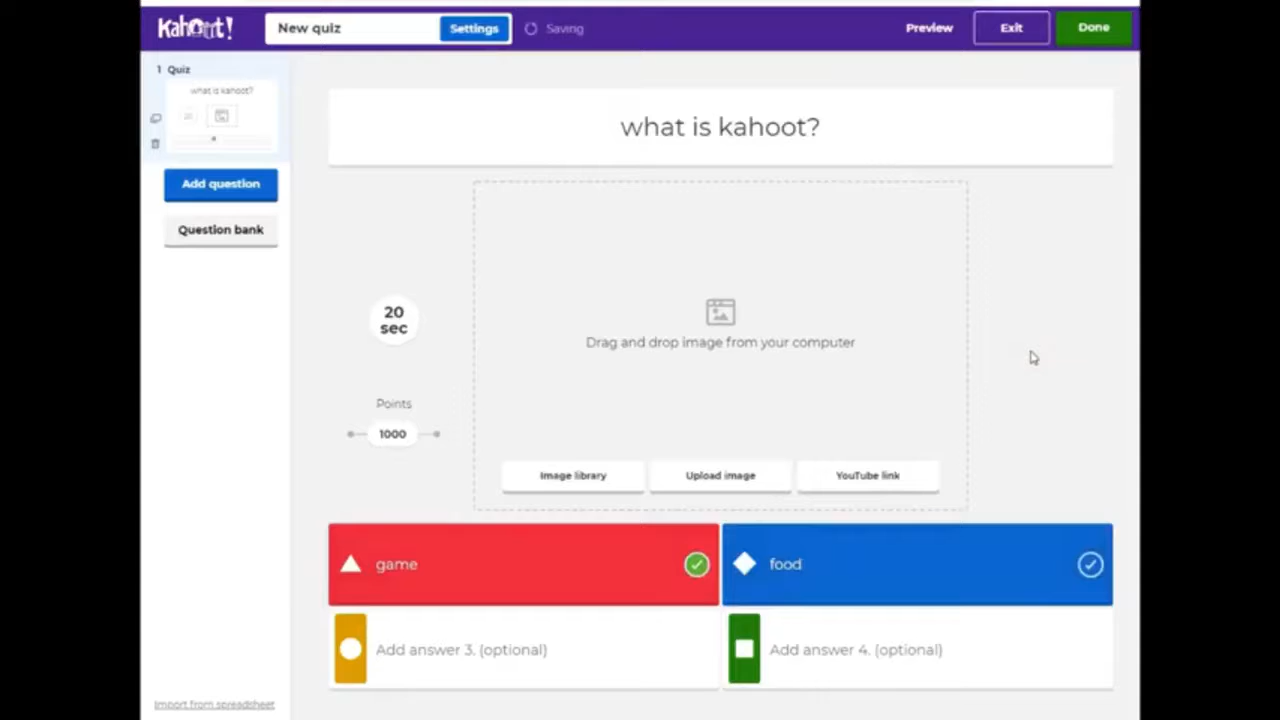 Kahoot!
New quiz
Settings
Saving
Preview
Exit
Done
1 Quiz
what is kahoot?
Add question
Question bank
what is kahoot?
20
sec
Drag and drop image from your computer
Points
1000
Image library
Upload image
YouTube link
game
food
Add answer 3. (optional)
Add answer 4. (optional)
Import from spreadsheet